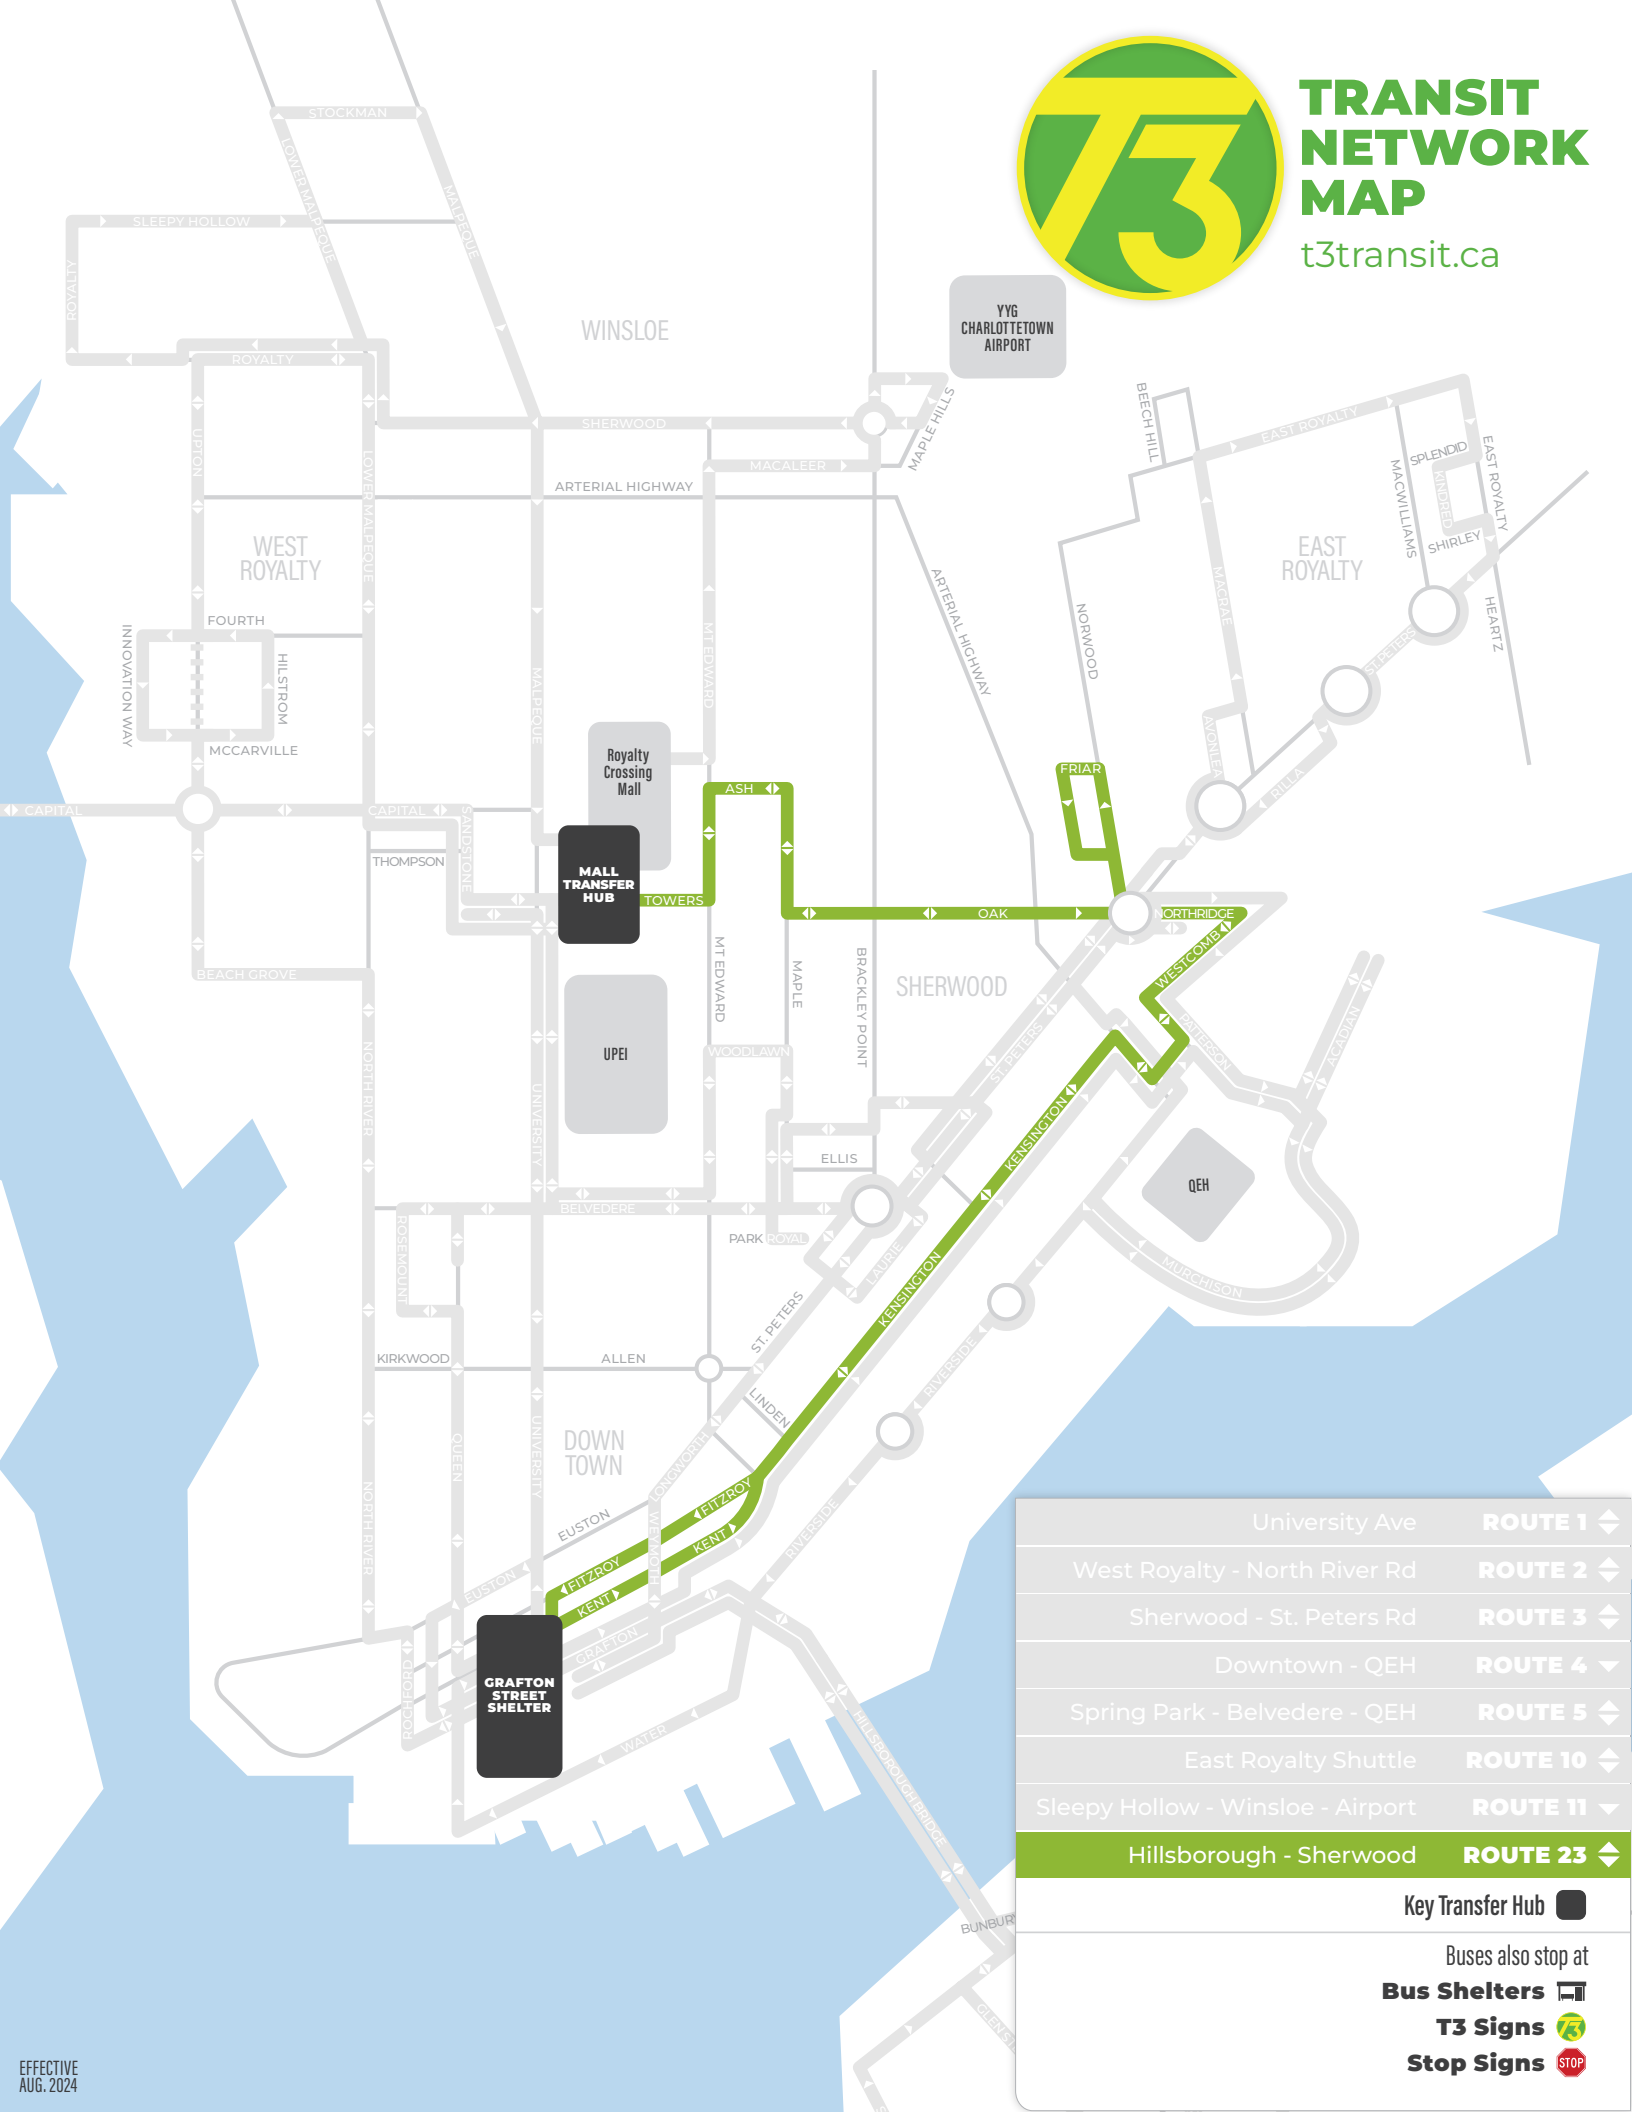 T3
TRANSIT
NETWORK
MAP
t3transit.ca
STOCKMAN
LOWER MALPEQUE
MALPEQUE
SLEEPY HOLLOW
ROYALTY
WINSLOE
YYG
CHARLOTTETOWN
AIRPORT
ROYALTY
SHERWOOD
MAPLE HILLS
MACALEER
ARTERIAL HIGHWAY
BEECH HILL
EAST ROYALTY
SPLENDID
KINDRED
EAST ROYALTY
MACWILLIAMS
SHIRLEY
UPTON
LOWER MALPEQUE
WEST
ROYALTY
EAST
ROYALTY
ARTERIAL HIGHWAY
MACRAE
NORWOOD
HEARTZ
FOURTH
INNOVATION WAY
HILSTROM
MCCARVILLE
MALPEQUE
MT EDWARD
ST. PETERS
AVONLEA
RILLA
Royalty
Crossing
Mall
FRIAR
ASH
CAPITAL
CAPITAL
SANDSTONE
THOMPSON
MALL
TRANSFER
HUB
TOWERS
OAK
NORTHRIDGE
WESTCOMB
BEACH GROVE
MT EDWARD
MAPLE
BRACKLEY POINT
SHERWOOD
PATTERSON
ACADIAN
UPEI
NORTH RIVER
UNIVERSITY
WOODLAWN
ST. PETERS
KENSINGTON
ELLIS
QEH
BELVEDERE
ROSEMOUNT
PARK ROYAL
LAURIE
KENSINGTON
MURCHISON
ST. PETERS
KIRKWOOD
ALLEN
RIVERSIDE
LINDEN
DOWN
TOWN
QUEEN
UNIVERSITY
NORTH RIVER
LONGWORTH
FITZROY
EUSTON
WEYMOUTH
KENT
RIVERSIDE
EUSTON
FITZROY
KENT
GRAFTON
ROCHFORD
GRAFTON
STREET
SHELTER
WATER
HILLSBOROUGH BRIDGE
BUNBURY
University Ave ROUTE 1
West Royalty - North River Rd ROUTE 2
Sherwood - St. Peters Rd ROUTE 3
Downtown - QEH ROUTE 4
Spring Park - Belvedere - QEH ROUTE 5
East Royalty Shuttle ROUTE 10
Sleepy Hollow - Winsloe - Airport ROUTE 11
Hillsborough - Sherwood ROUTE 23
Key Transfer Hub
Buses also stop at
Bus Shelters
T3 Signs
Stop Signs STOP
EFFECTIVE
AUG. 2024